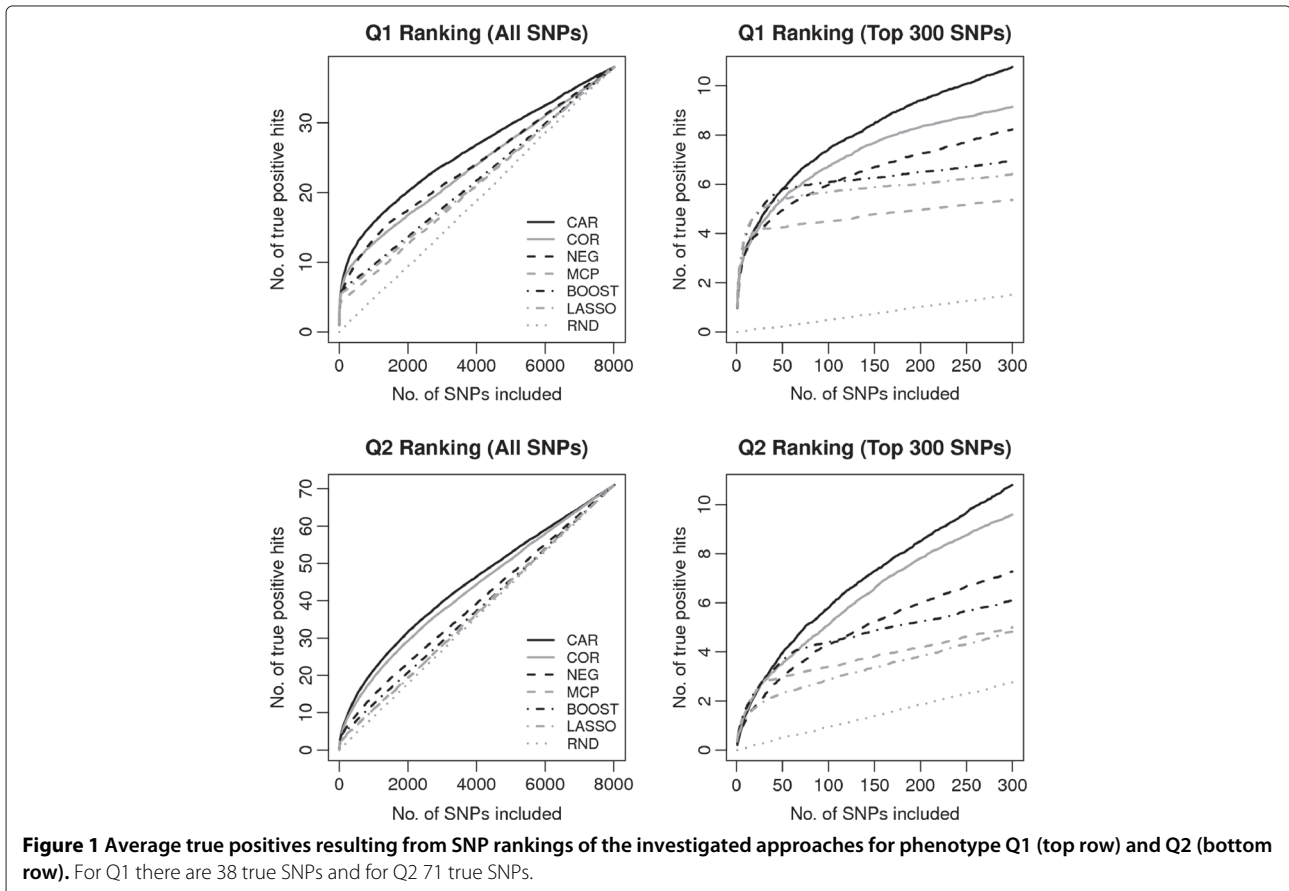 Q1 Ranking (All SNPs)
No. of true positive hits
0 10 20 30
CAR
COR
NEG
MCP
BOOST
LASSO
RND
0 2000 4000 6000 8000
No. of SNPs included
Q1 Ranking (Top 300 SNPs)
No. of true positive hits
0 2 4 6 8 10
0 50 100 150 200 250 300
No. of SNPs included
Q2 Ranking (All SNPs)
No. of true positive hits
0 10 20 30 40 50 60 70
CAR
COR
NEG
MCP
BOOST
LASSO
RND
0 2000 4000 6000 8000
No. of SNPs included
Q2 Ranking (Top 300 SNPs)
No. of true positive hits
0 2 4 6 8 10
0 50 100 150 200 250 300
No. of SNPs included
Figure 1 Average true positives resulting from SNP rankings of the investigated approaches for phenotype Q1 (top row) and Q2 (bottom
row). For Q1 there are 38 true SNPs and for Q2 71 true SNPs.